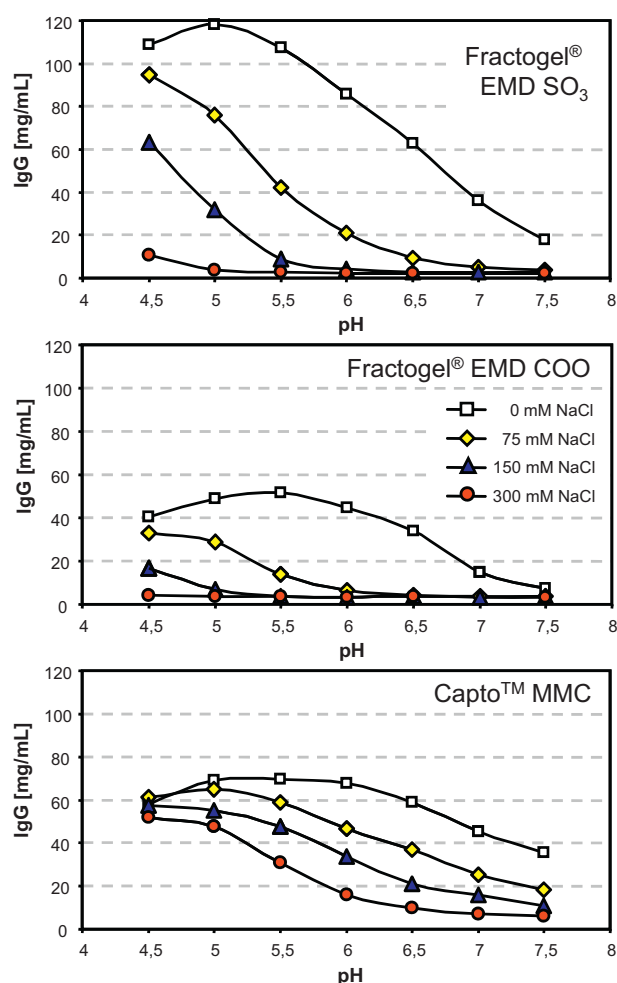 Fractogel® EMD SO3
IgG [mg/mL]
120
100
80
60
40
20
0
4 4,5 5 5,5 6 6,5 7 7,5 8
pH
Fractogel® EMD COO
IgG [mg/mL]
120
100
80
60
40
20
0
0 mM NaCl
75 mM NaCl
150 mM NaCl
300 mM NaCl
4 4,5 5 5,5 6 6,5 7 7,5 8
pH
Capto™ MMC
IgG [mg/mL]
120
100
80
60
40
20
0
4 4,5 5 5,5 6 6,5 7 7,5 8
pH